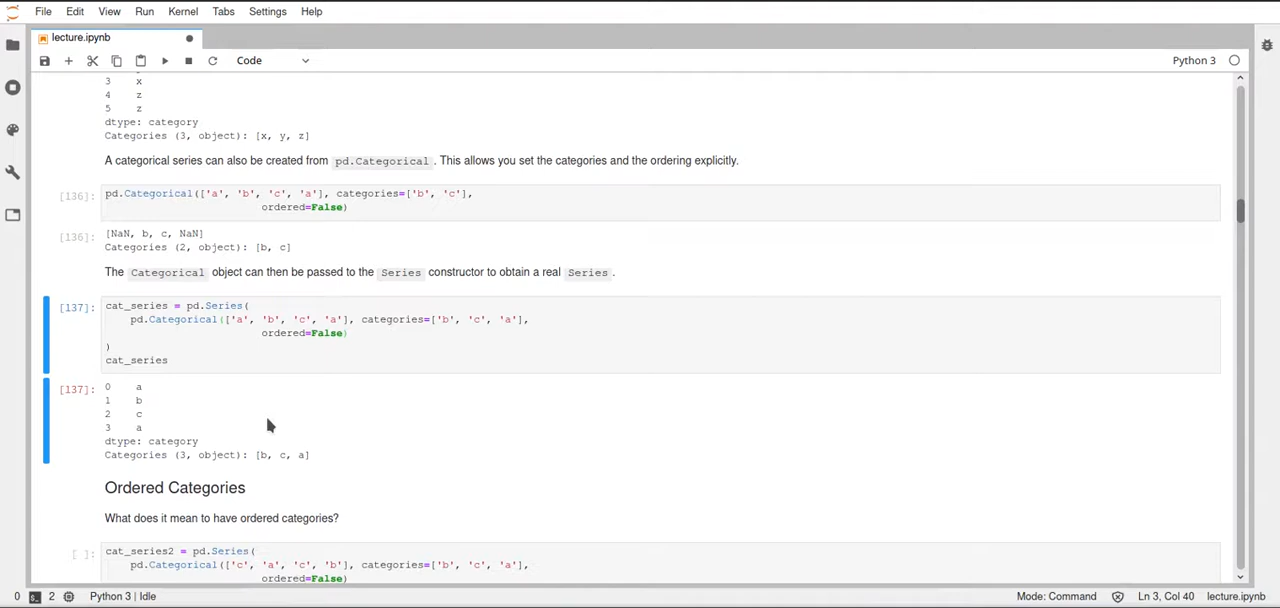 File Edit View Run Kernel Tabs Settings Help
lecture.ipynb
Code
Python 3
3 x
4 z
5 z
dtype: category
Categories (3, object): [x, y, z]
A categorical series can also be created from pd.Categorical. This allows you set the categories and the ordering explicitly.
[136]: pd.Categorical(['a', 'b', 'c', 'a'], categories=['b', 'c'],
ordered=False)
[136]: [NaN, b, c, NaN]
Categories (2, object): [b, c]
The Categorical object can then be passed to the Series constructor to obtain a real Series.
[137]: cat_series = pd.Series(
pd.Categorical(['a', 'b', 'c', 'a'], categories=['b', 'c', 'a'],
ordered=False)
)
cat_series
[137]: 0 a
1 b
2 c
3 a
dtype: category
Categories (3, object): [b, c, a]
Ordered Categories
What does it mean to have ordered categories?
[ ]: cat_series2 = pd.Series(
pd.Categorical(['c', 'a', 'c', 'b'], categories=['b', 'c', 'a'],
ordered=False)
0 2 Python 3 | Idle Mode: Command Ln 3, Col 40 lecture.ipynb